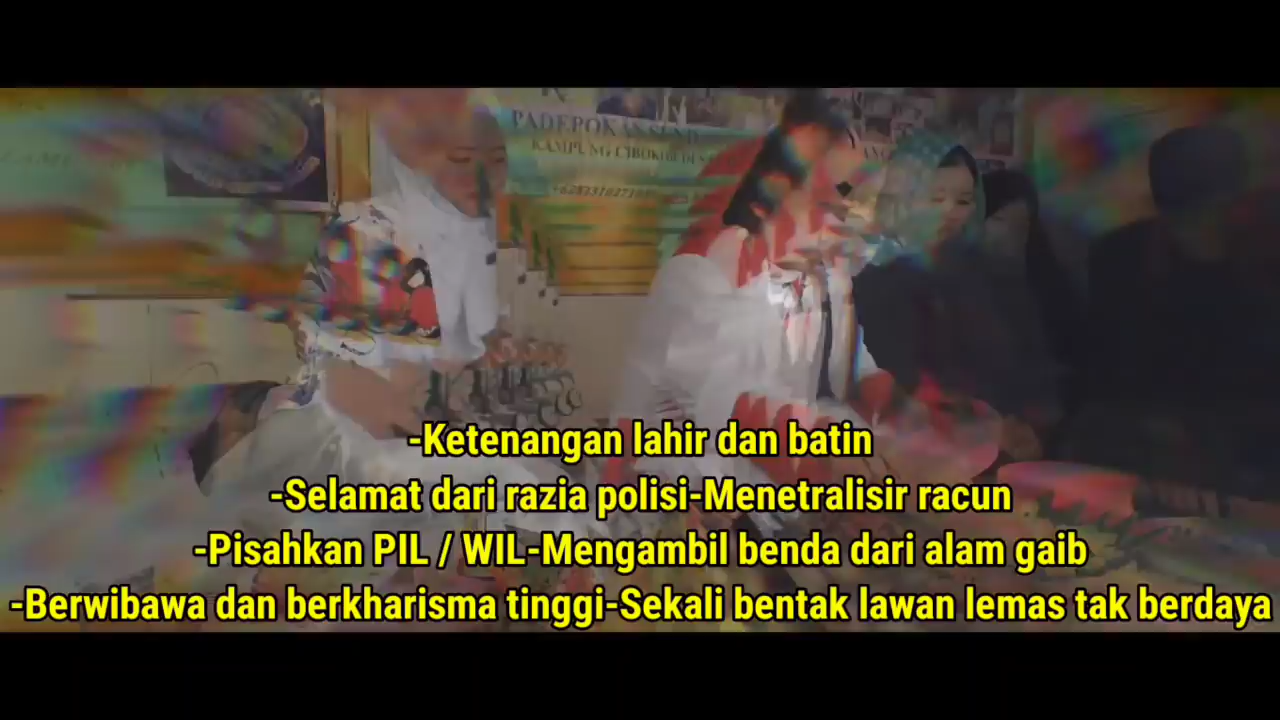 PADEPOKAN
KAMPUNG
-Ketenangan lahir dan batin
-Selamat dari razia polisi-Menetralisir racun
-Pisahkan PIL / WIL-Mengambil benda dari alam gaib
-Berwibawa dan berkharisma tinggi-Sekali bentak lawan lemas tak berdaya